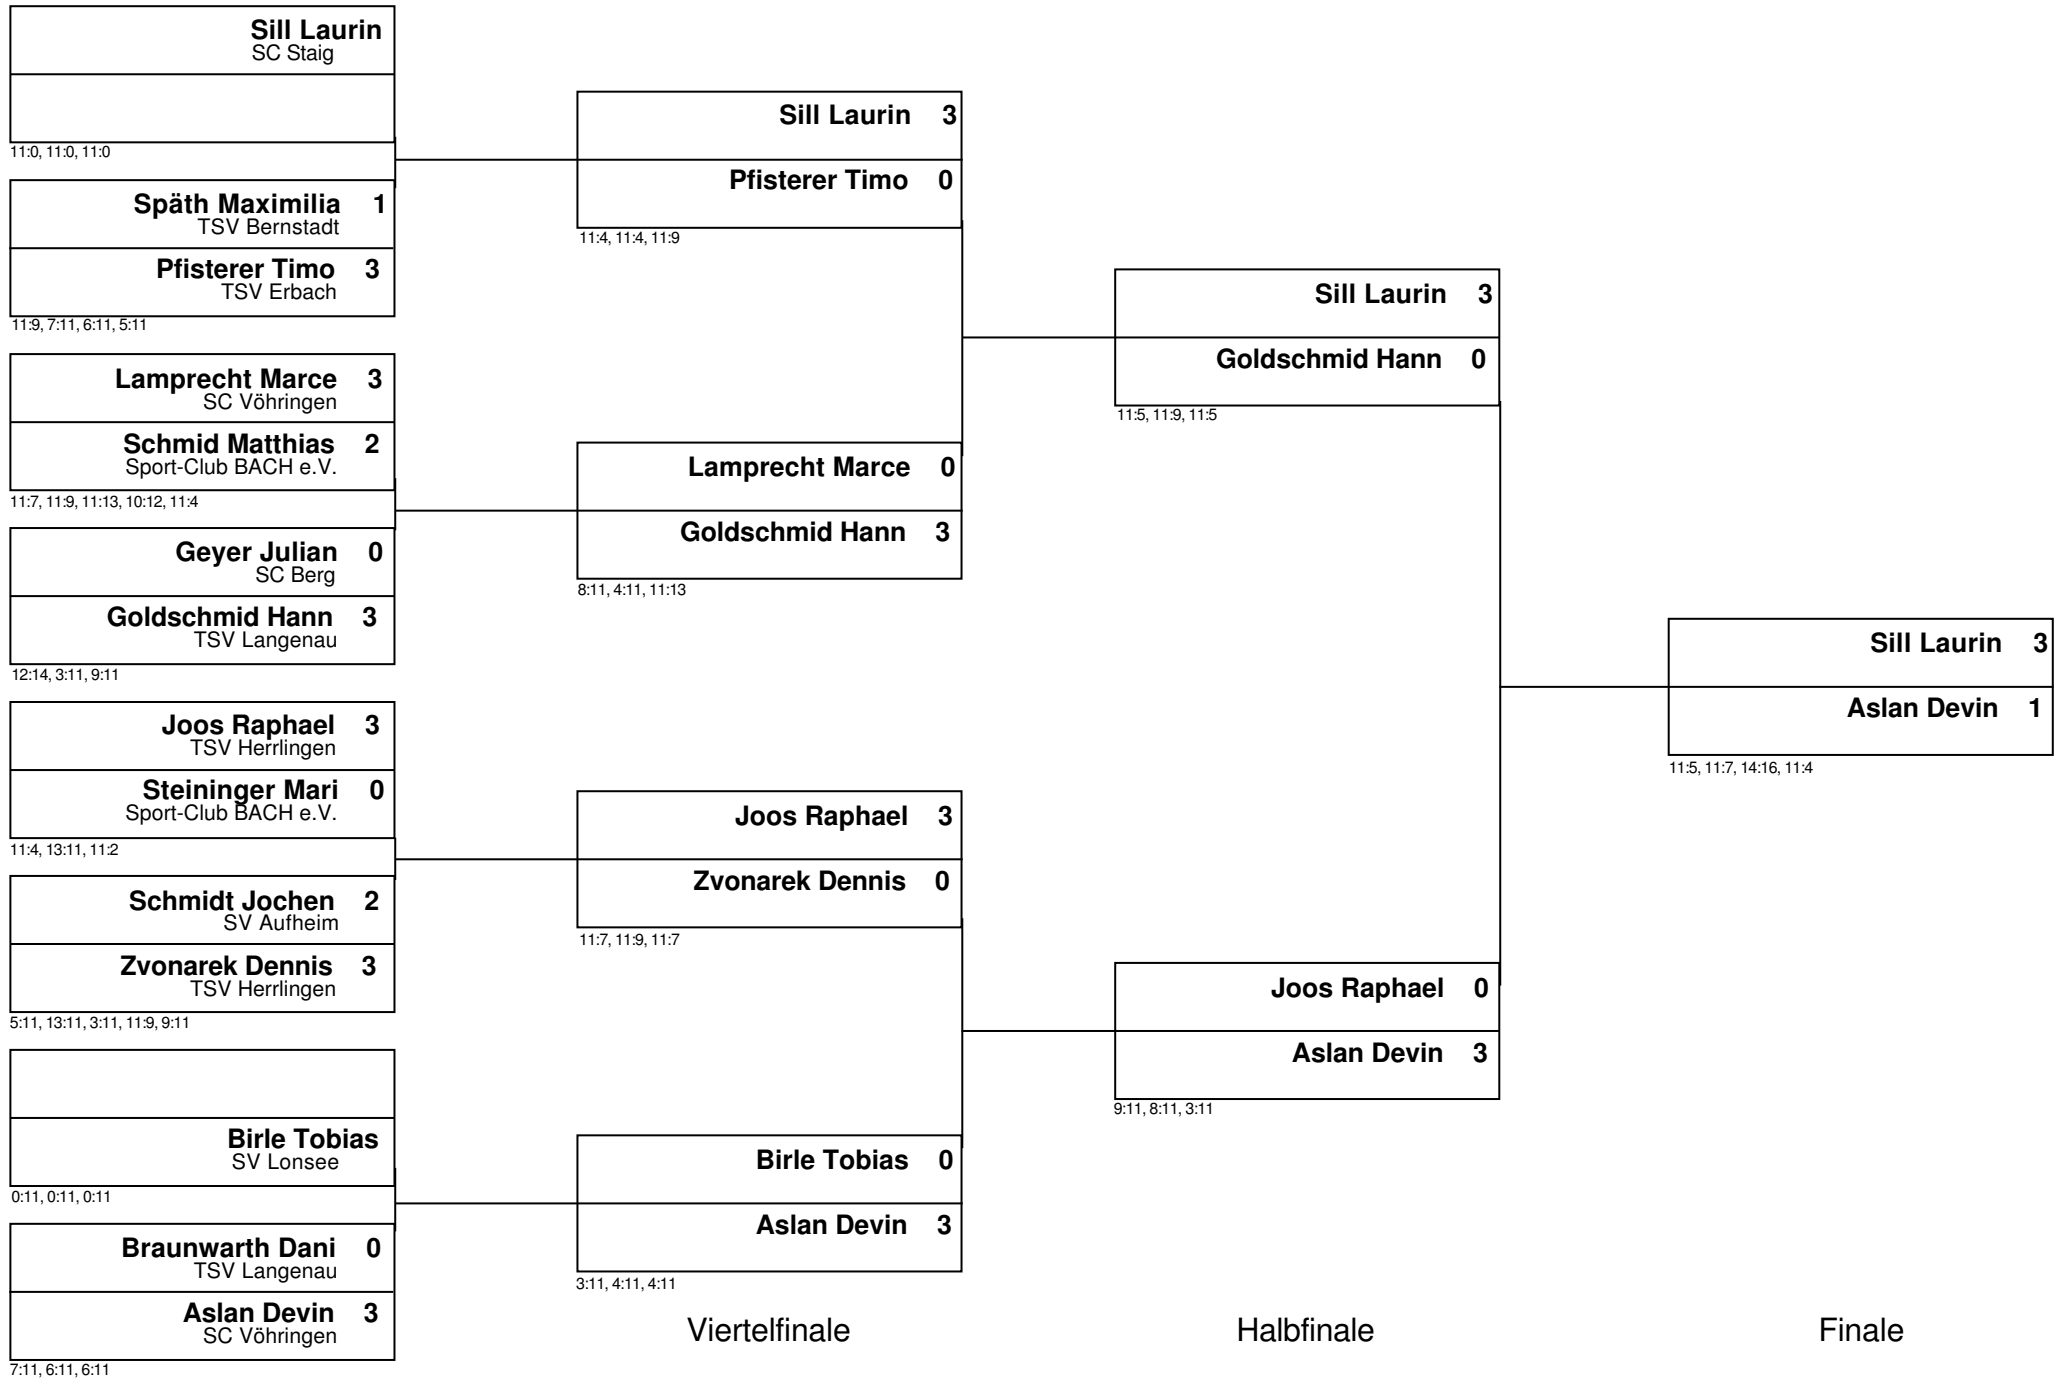 Sill Laurin
SC Staig
11:0, 11:0, 11:0
Späth Maximilia 1
TSV Bernstadt
Pfisterer Timo 3
TSV Erbach
11:9, 7:11, 6:11, 5:11
Lamprecht Marce 3
SC Vöhringen
Schmid Matthias 2
Sport-Club BACH e.V.
11:7, 11:9, 11:13, 10:12, 11:4
Geyer Julian 0
SC Berg
Goldschmid Hann 3
TSV Langenau
12:14, 3:11, 9:11
Joos Raphael 3
TSV Herrlingen
Steininger Mari 0
Sport-Club BACH e.V.
11:4, 13:11, 11:2
Schmidt Jochen 2
SV Aufheim
Zvonarek Dennis 3
TSV Herrlingen
5:11, 13:11, 3:11, 11:9, 9:11
Birle Tobias
SV Lonsee
0:11, 0:11, 0:11
Braunwarth Dani 0
TSV Langenau
Aslan Devin 3
SC Vöhringen
7:11, 6:11, 6:11
Sill Laurin 3
Pfisterer Timo 0
11:4, 11:4, 11:9
Lamprecht Marce 0
Goldschmid Hann 3
8:11, 4:11, 11:13
Joos Raphael 3
Zvonarek Dennis 0
11:7, 11:9, 11:7
Birle Tobias 0
Aslan Devin 3
3:11, 4:11, 4:11
Viertelfinale
Sill Laurin 3
Goldschmid Hann 0
11:5, 11:9, 11:5
Joos Raphael 0
Aslan Devin 3
9:11, 8:11, 3:11
Halbfinale
Sill Laurin 3
Aslan Devin 1
11:5, 11:7, 14:16, 11:4
Finale